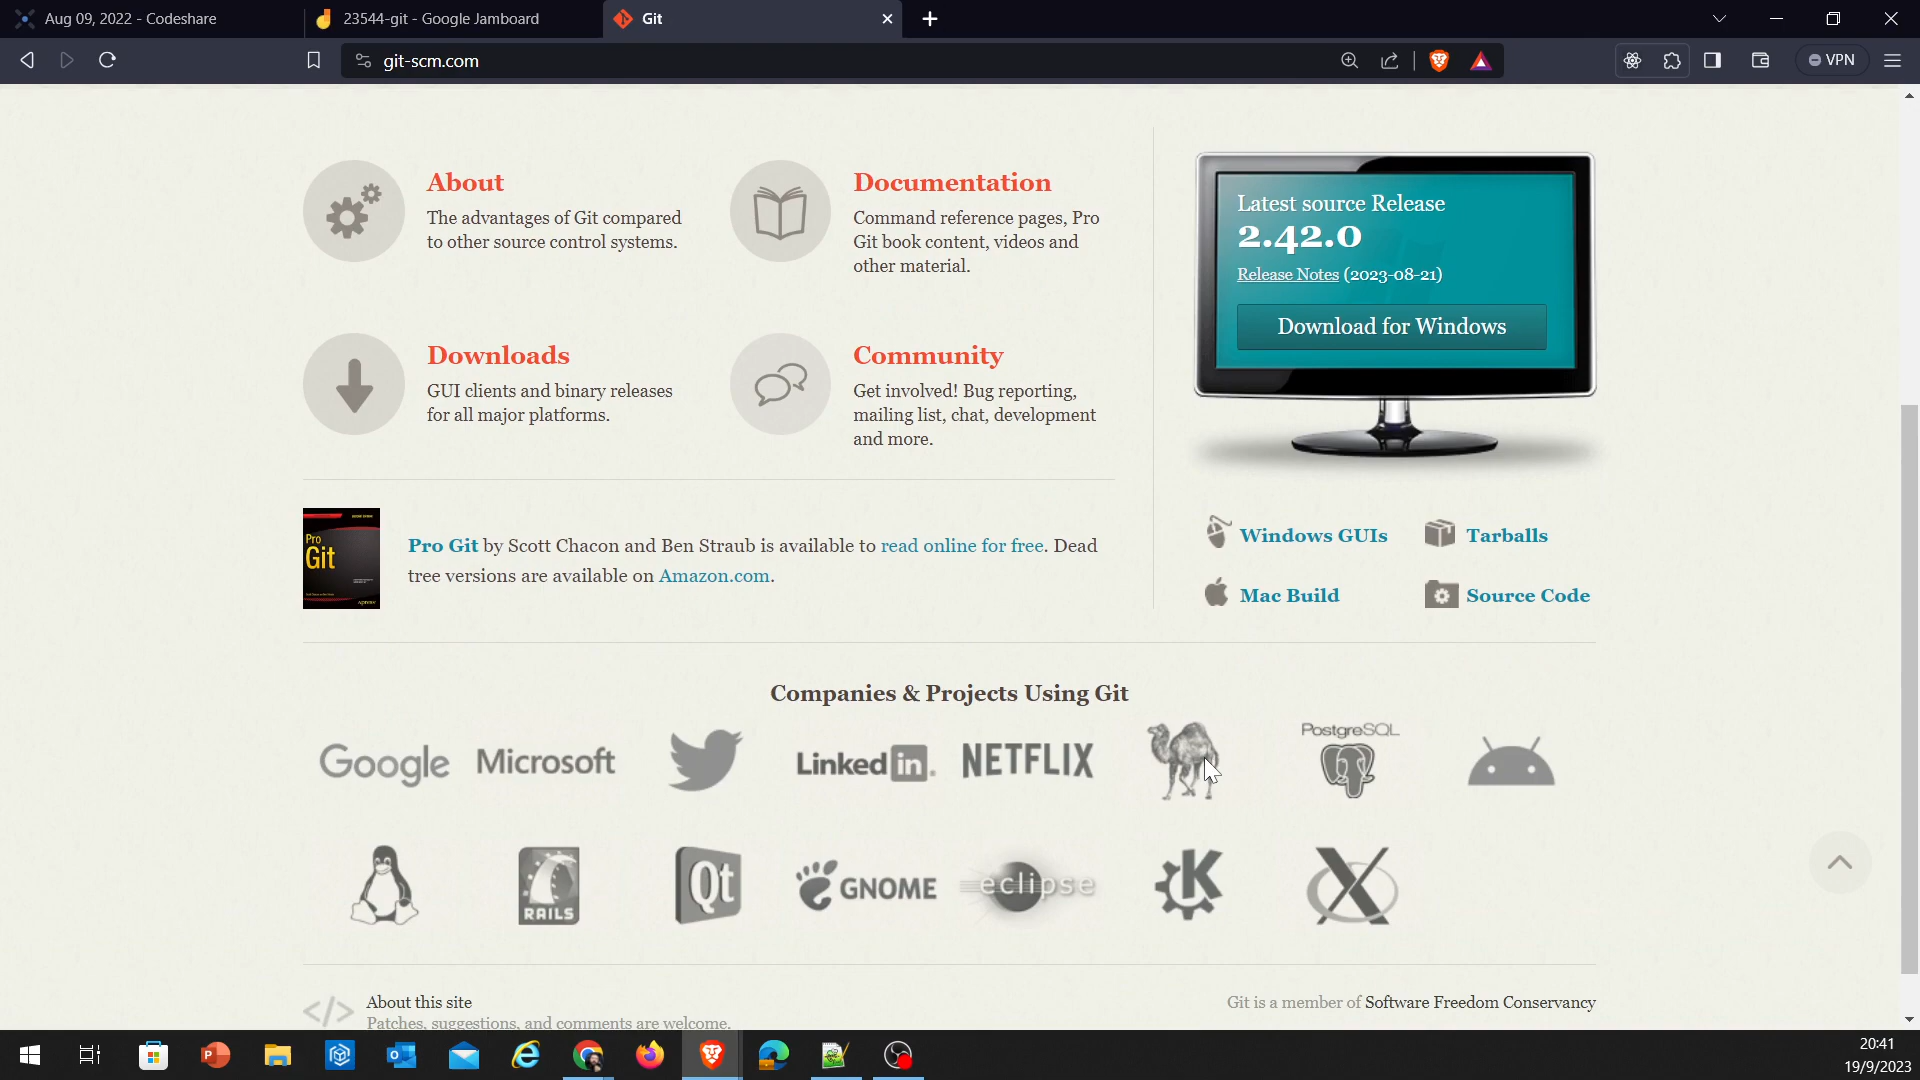 Aug 09, 2022 - Codeshare
23544-git - Google Jamboard
Git
git-scm.com
VPN
About
The advantages of Git compared
to other source control systems.
Documentation
Command reference pages, Pro
Git book content, videos and
other material.
Downloads
GUI clients and binary releases
for all major platforms.
Community
Get involved! Bug reporting,
mailing list, chat, development
and more.
Latest source Release
2.42.0
Release Notes (2023-08-21)
Download for Windows
Pro
Git
Apress
Pro Git by Scott Chacon and Ben Straub is available to read online for free. Dead
tree versions are available on Amazon.com.
Windows GUIs
Tarballs
Mac Build
Source Code
Companies & Projects Using Git
Google
Microsoft
LinkedIn
NETFLIX
PostgreSQL
RAILS
Qt
GNOME
eclipse
K
X
About this site
Patches, suggestions, and comments are welcome.
Git is a member of Software Freedom Conservancy
20:41
19/9/2023